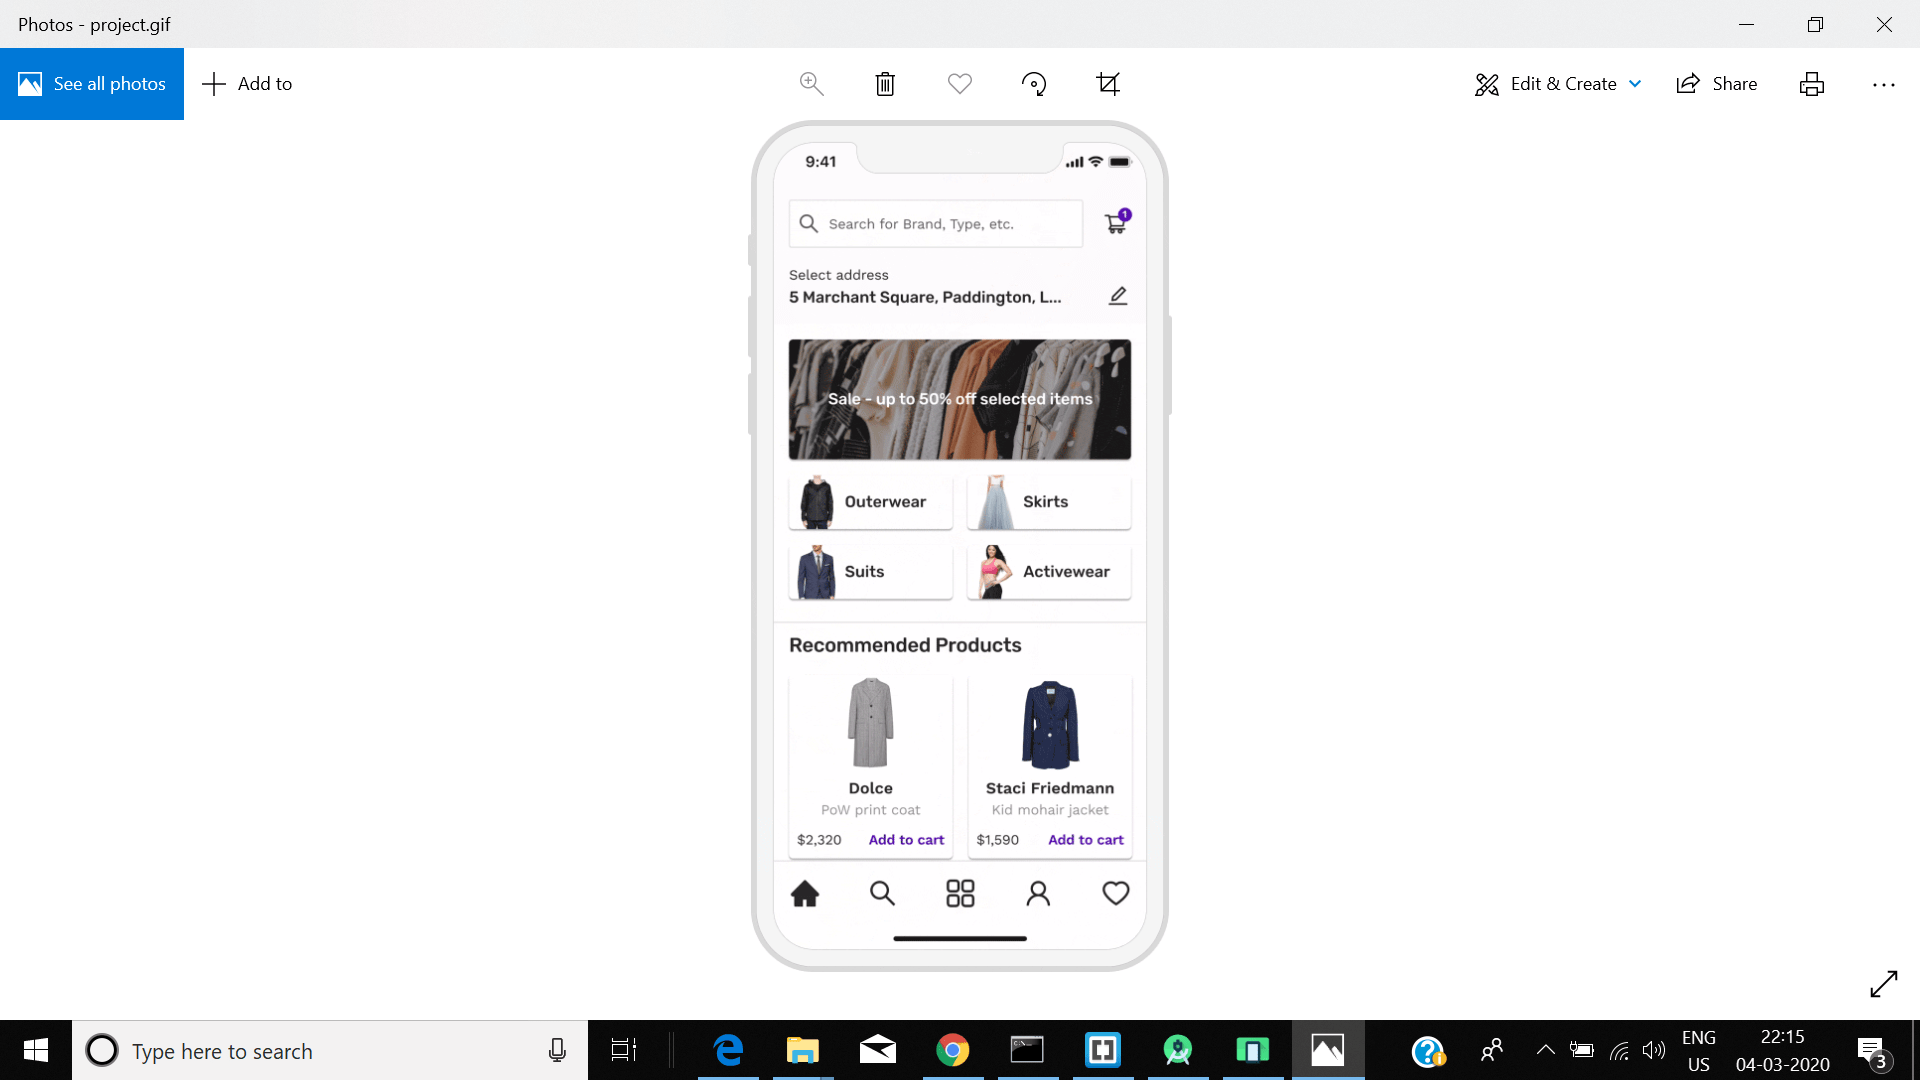 Photos - project.gif
See all photos
Add to
Edit & Create
Share
9:41
Search for Brand, Type, etc.
1
Select address
5 Marchant Square, Paddington, L...
Sale - up to 50% off selected items
Outerwear
Skirts
Suits
Activewear
Recommended Products
Dolce
Staci Friedmann
PoW print coat
Kid mohair jacket
$2,320
Add to cart
$1,590
Add to cart
Type here to search
ENG
US
22:15
04-03-2020
3